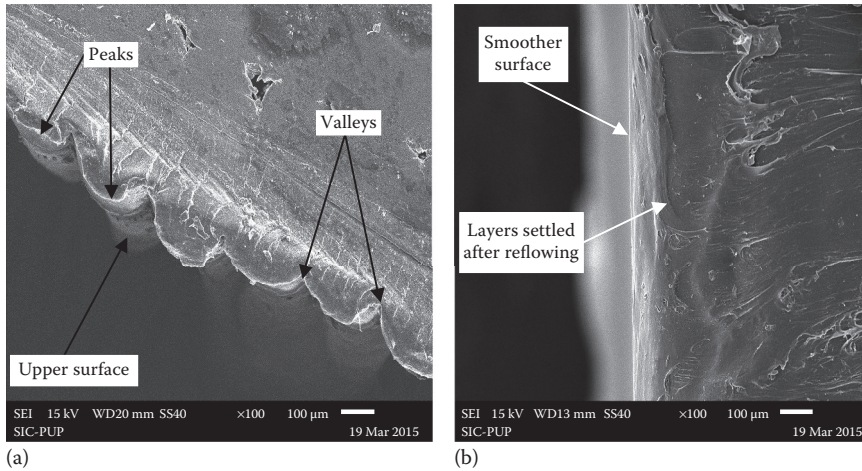 Peaks
Valleys
Upper surface
SEI 15 kV WD20 mm SS40 ×100 100 µm
SIC-PUP 19 Mar 2015
(a)
Smoother
surface
Layers settled
after reflowing
SEI 15 kV WD13 mm SS40 ×100 100 µm
SIC-PUP 19 Mar 2015
(b)